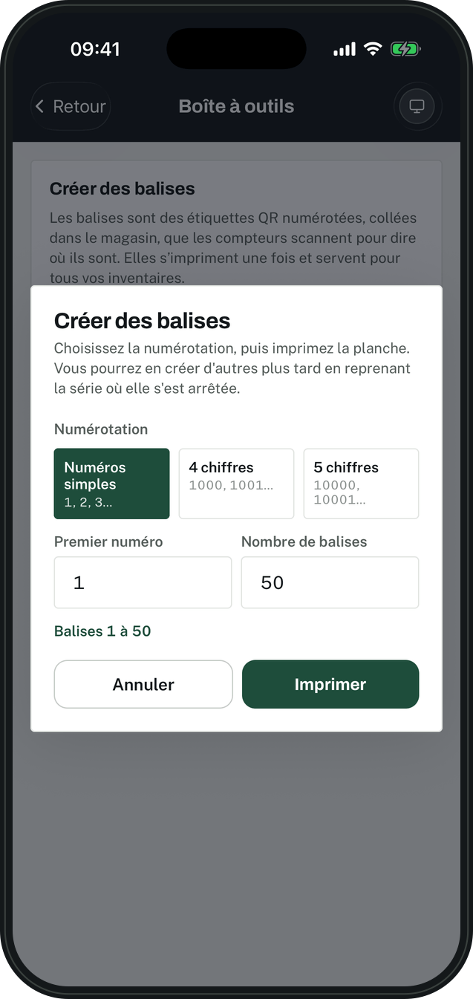 09:41
Retour
Boîte à outils
Créer des balises
Les balises sont des étiquettes QR numérotées, collées
dans le magasin, que les compteurs scannent pour dire
où ils sont. Elles s’impriment une fois et servent pour
tous vos inventaires.
Créer des balises
Choisissez la numérotation, puis imprimez la planche.
Vous pourrez en créer d'autres plus tard en reprenant
la série où elle s'est arrêtée.
Numérotation
Numéros
simples
1, 2, 3…
4 chiffres
1000, 1001…
5 chiffres
10000,
10001…
Premier numéro
Nombre de balises
1
50
Balises 1 à 50
Annuler
Imprimer